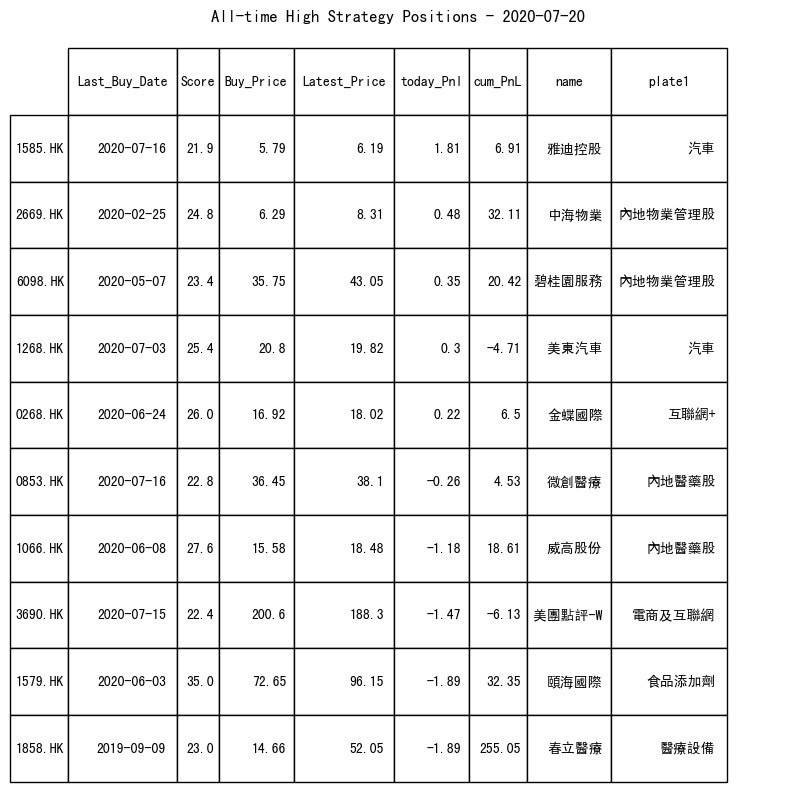 All-time High Strategy Positions - 2020-07-20
Last_Buy_Date Score Buy_Price Latest_Price today_Pnl cum_PnL name plate1
1585.HK 2020-07-16 21.9 5.79 6.19 1.81 6.91 雅迪控股 汽車
2669.HK 2020-02-25 24.8 6.29 8.31 0.48 32.11 中海物業 內地物業管理股
6098.HK 2020-05-07 23.4 35.75 43.05 0.35 20.42 碧桂園服務 內地物業管理股
1268.HK 2020-07-03 25.4 20.8 19.82 0.3 -4.71 美東汽車 汽車
0268.HK 2020-06-24 26.0 16.92 18.02 0.22 6.5 金蝶國際 互聯網+
0853.HK 2020-07-16 22.8 36.45 38.1 -0.26 4.53 微創醫療 內地醫藥股
1066.HK 2020-06-08 27.6 15.58 18.48 -1.18 18.61 威高股份 內地醫藥股
3690.HK 2020-07-15 22.4 200.6 188.3 -1.47 -6.13 美團點評-W 電商及互聯網
1579.HK 2020-06-03 35.0 72.65 96.15 -1.89 32.35 頤海國際 食品添加劑
1858.HK 2019-09-09 23.0 14.66 52.05 -1.89 255.05 春立醫療 醫療設備